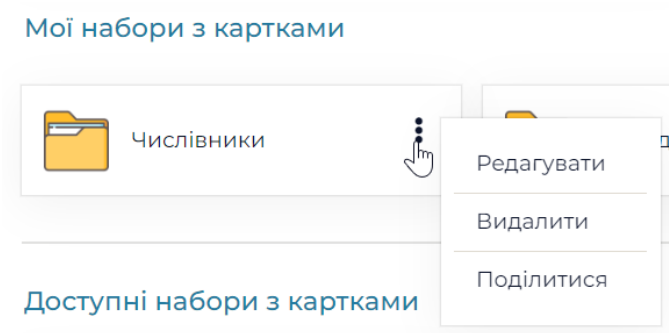 Мої набори з картками
Числівники
Редагувати
Видалити
Поділитися
Доступні набори з картками